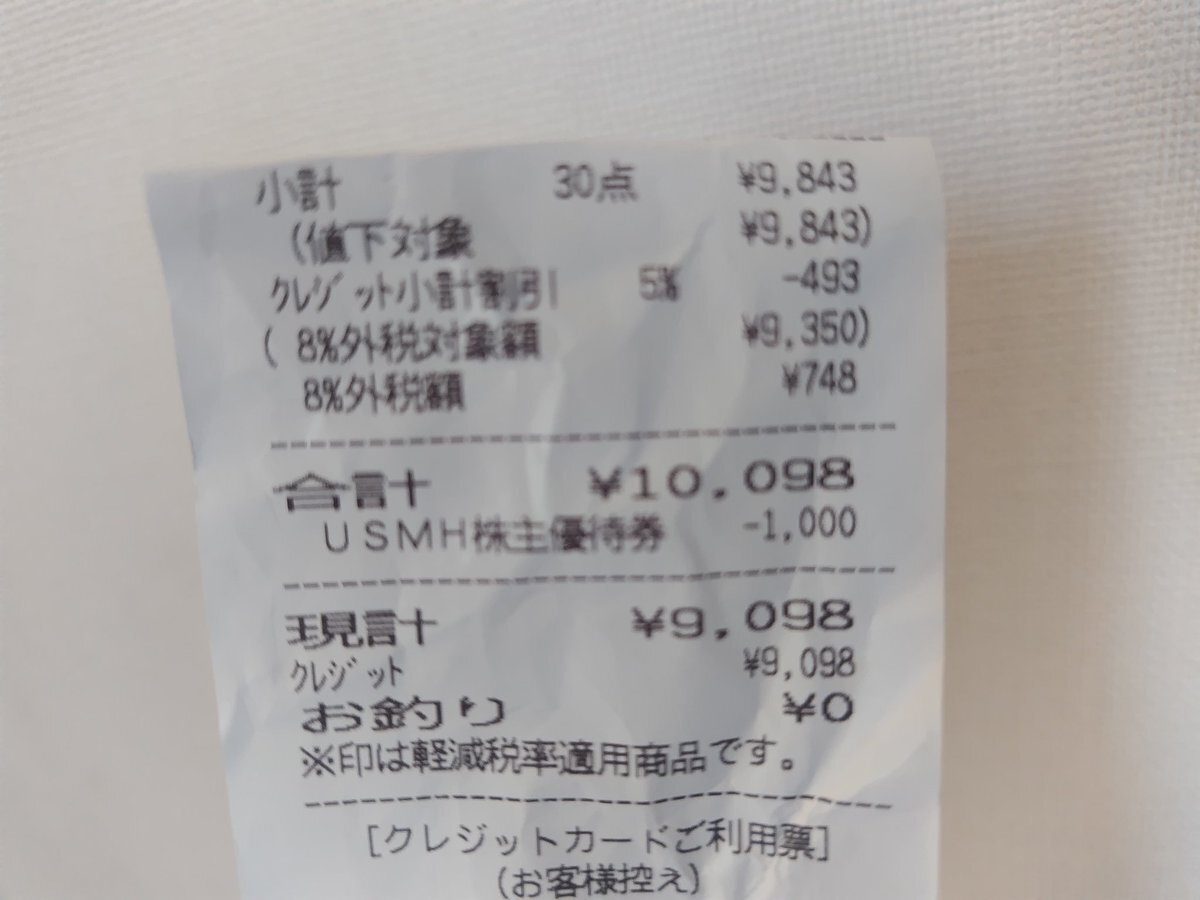 小計 30点 ¥9,843
(値下対象 ¥9,843)
クレジット小計割引 5% -493
( 8%外税対象額 ¥9,350)
8%外税額 ¥748
合計 ¥10,098
USMH株主優待券 -1,000
現計 ¥9,098
クレジット ¥9,098
お釣り ¥0
※印は軽減税率適用商品です。
[クレジットカードご利用票]
(お客様控え)